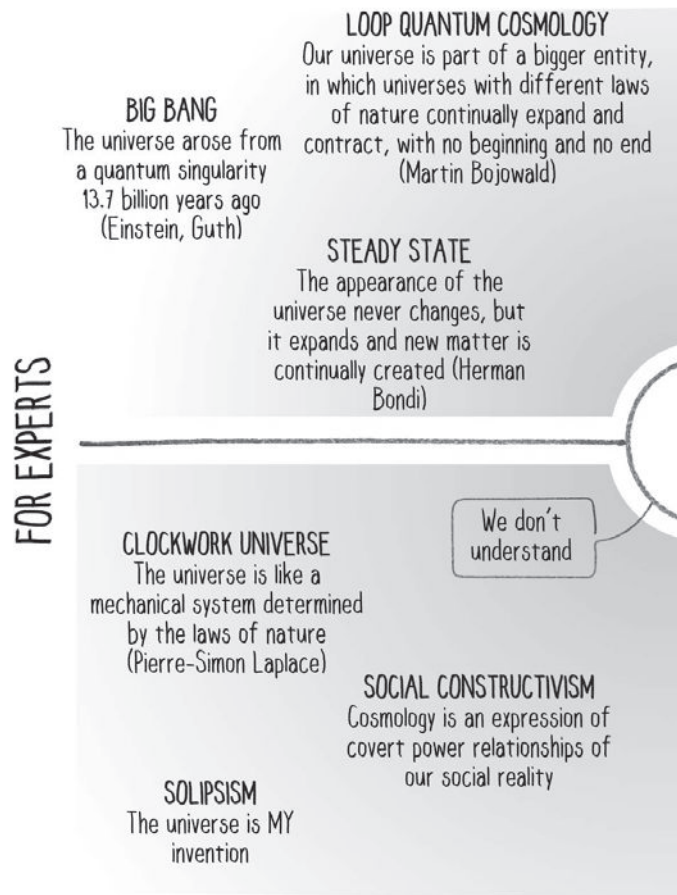 LOOP QUANTUM COSMOLOGY
Our universe is part of a bigger entity,
in which universes with different laws
of nature continually expand and
contract, with no beginning and no end
(Martin Bojowald)
BIG BANG
The universe arose from
a quantum singularity
13.7 billion years ago
(Einstein, Guth)
STEADY STATE
The appearance of the
universe never changes, but
it expands and new matter is
continually created (Herman
Bondi)
FOR EXPERTS
We don't
understand
CLOCKWORK UNIVERSE
The universe is like a
mechanical system determined
by the laws of nature
(Pierre-Simon Laplace)
SOCIAL CONSTRUCTIVISM
Cosmology is an expression of
covert power relationships of
our social reality
SOLIPSISM
The universe is MY
invention